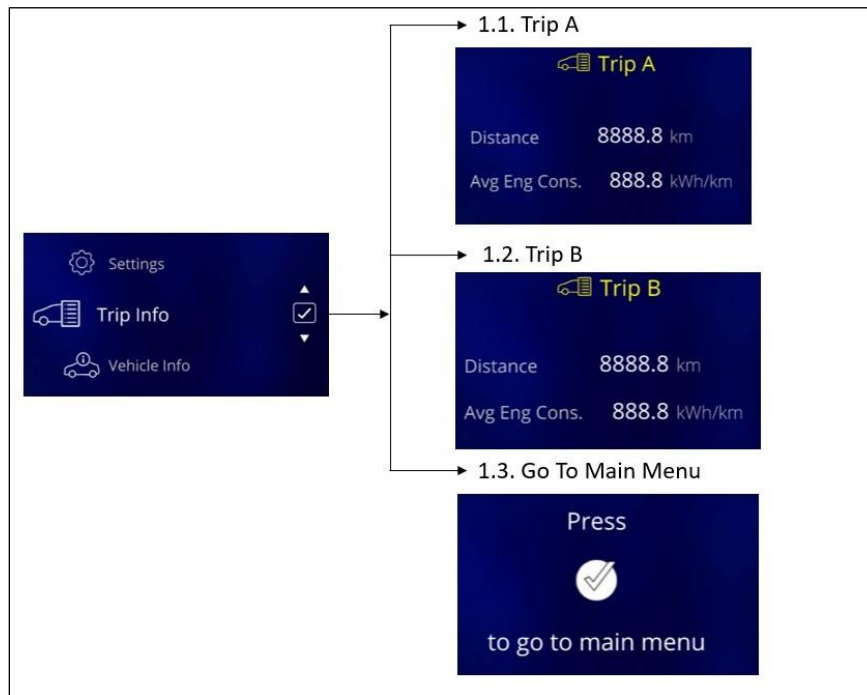 1.1. Trip A
Trip A
Distance 8888.8 km
Avg Eng Cons. 888.8 kWh/km
Settings
Trip Info
Vehicle Info
1.2. Trip B
Trip B
Distance 8888.8 km
Avg Eng Cons. 888.8 kWh/km
1.3. Go To Main Menu
Press
to go to main menu